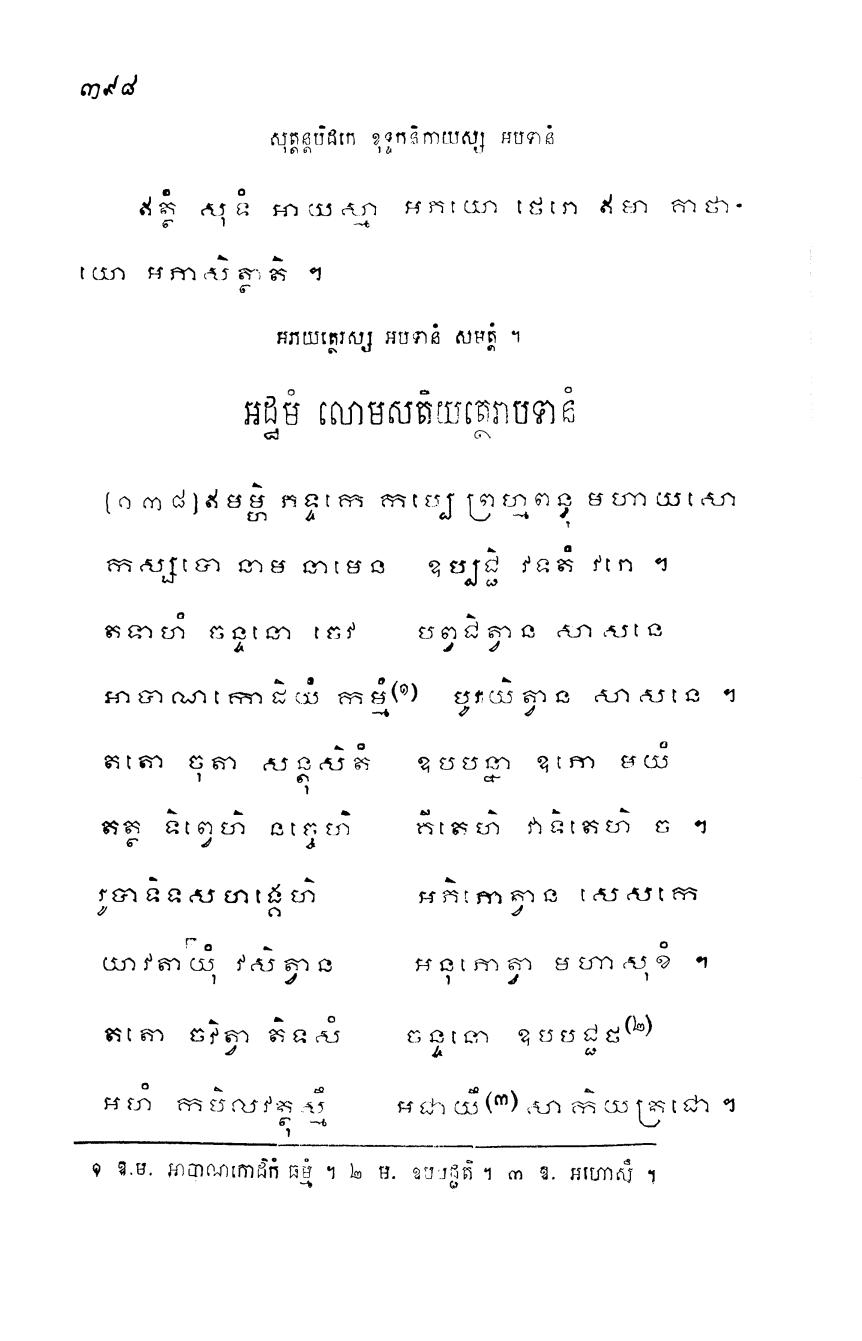 ៣៩៨
សុត្តន្តបិដកេ ខុទ្ទកនិកាយស្ស អបទានំ
ឥត្ថំ សុទំ អាយស្មា អភយោ ថេរោ ឥមា គាថា-
យោ អភាសិត្ថាតិ ។
អភយត្ថេរស្ស អបទានំ សមត្តំ ។
អដ្ឋមំ លោមសតិយត្ថេរាបទានំ
[១៣៨] ឥមម្ហិ ភទ្ទកេ កប្បេ ព្រហ្មពន្ធុ មហាយសោ
កស្សបោ នាម នាមេន ឧប្បជ្ជិ វទតំ វរោ ។
តទាហំ ចន្ទនោ ចេវ បព្វជិត្វាន សាសនេ
អាបាណកោដិយំ កម្មំ(១) បូរយិត្វាន សាសនេ ។
តតោ ចុតា សន្តុសិតំ ឧបបន្នា ឧភោ មយំ
តត្ថ ទិព្វេហិ នច្ចេហិ គីតេហិ វាទិតេហិ ច ។
រូបាទិទសហង្គេហិ អភិភោត្វាន សេសកេ
យាវតាយុំ វសិត្វាន អនុភោត្វា មហាសុខំ ។
តតោ ចវិត្វា តិទសំ ចន្ទនោ ឧបបជ្ជថ(២)
អហំ កបិលវត្ថុស្មឹ អជាយឹ(៣) សាកិយត្រជោ ។
១ ឱ.ម. អាបាណកោដិកំ ធម្មំ ។ ២ ម. ឧបបជ្ជតិ ។ ៣ ឱ. អហោសឹ ។